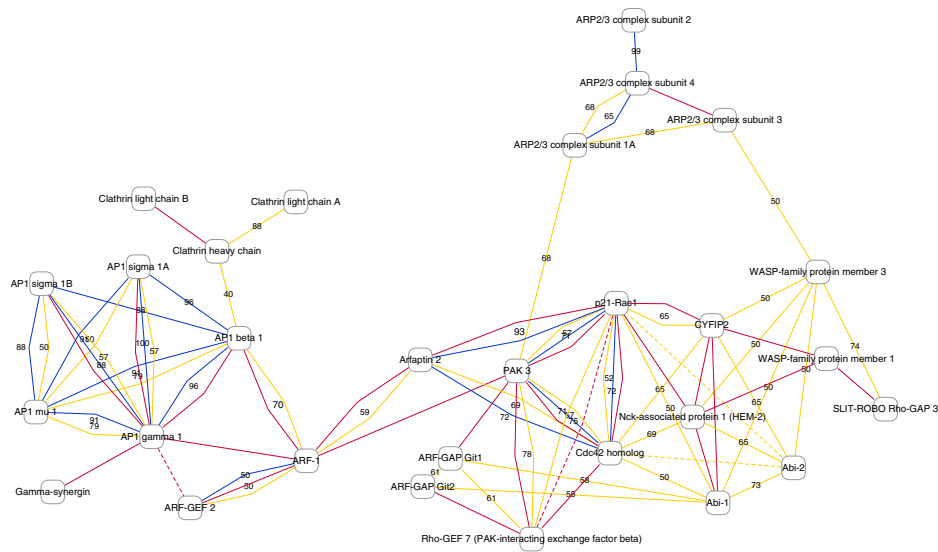 ARP2/3 complex subunit 2
99
ARP2/3 complex subunit 4
68
65
ARP2/3 complex subunit 3
68
ARP2/3 complex subunit 1A
Clathrin light chain B
Clathrin light chain A
50
88
Clathrin heavy chain
68
AP1 sigma 1A
WASP-family protein member 3
AP1 sigma 1B
40
96
50
p21-Rac1
65
CYFIP2
93
AP1 beta 1
88
50
100
57
57
50
74
Arfaptin 2
WASP-family protein member 1
50
PAK 3
96
52
72
65
50
69
70
65
SLIT-ROBO Rho-GAP 3
AP1 mu 1
59
72
71
50
Nck-associated protein 1 (HEM-2)
91
79
AP1 gamma 1
69
65
78
Cdc42 homolog
ARF-1
ARF-GAP Git1
Abi-2
61
50
50
58
50
73
Gamma-synergin
ARF-GAP Git2
61
58
Abi-1
ARF-GEF 2
Rho-GEF 7 (PAK-interacting exchange factor beta)